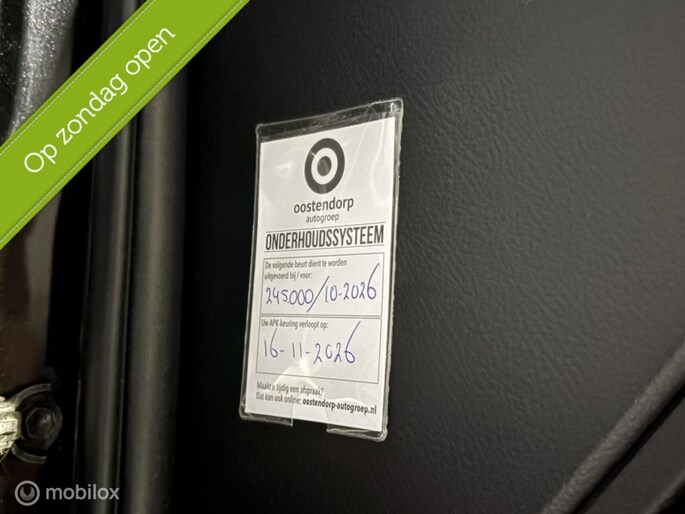 Op zondag open
oostendorp
autogroep
ONDERHOUDSSYSTEEM
De volgende beurt dient te worden
uitgevoerd bij / voor:
245000/10-2026
Uw APK keuring verloopt op:
16-11-2026
Maakt u tijdig een afspraak?
Dat kan ook online: oostendorp-autogroep.nl
mobilox